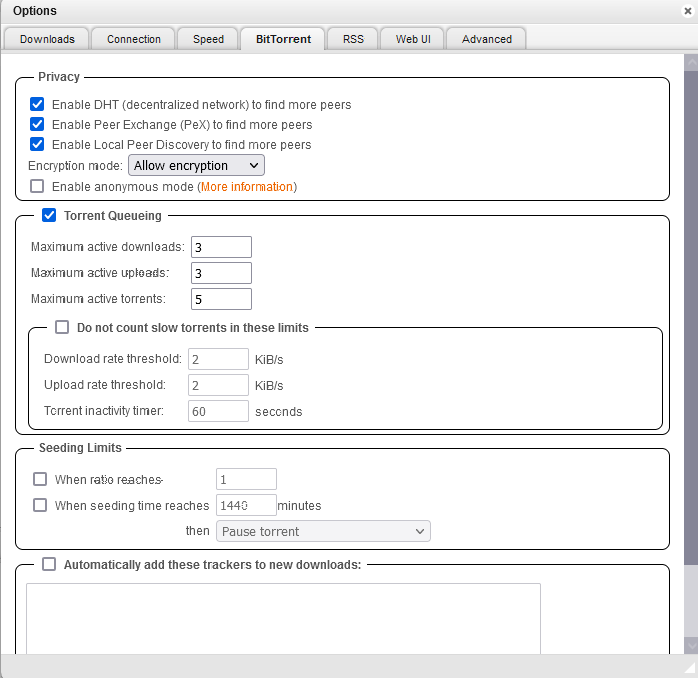 Options
Downloads Connection Speed BitTorrent RSS Web UI Advanced
Privacy
Enable DHT (decentralized network) to find more peers
Enable Peer Exchange (PeX) to find more peers
Enable Local Peer Discovery to find more peers
Encryption mode: Allow encryption
Enable anonymous mode (More information)
Torrent Queueing
Maximum active downloads: 3
Maximum active uploads: 3
Maximum active torrents: 5
Do not count slow torrents in these limits
Download rate threshold: 2 KiB/s
Upload rate threshold: 2 KiB/s
Torrent inactivity timer: 60 seconds
Seeding Limits
When ratio reaches 1
When seeding time reaches 1440 minutes
then Pause torrent
Automatically add these trackers to new downloads: